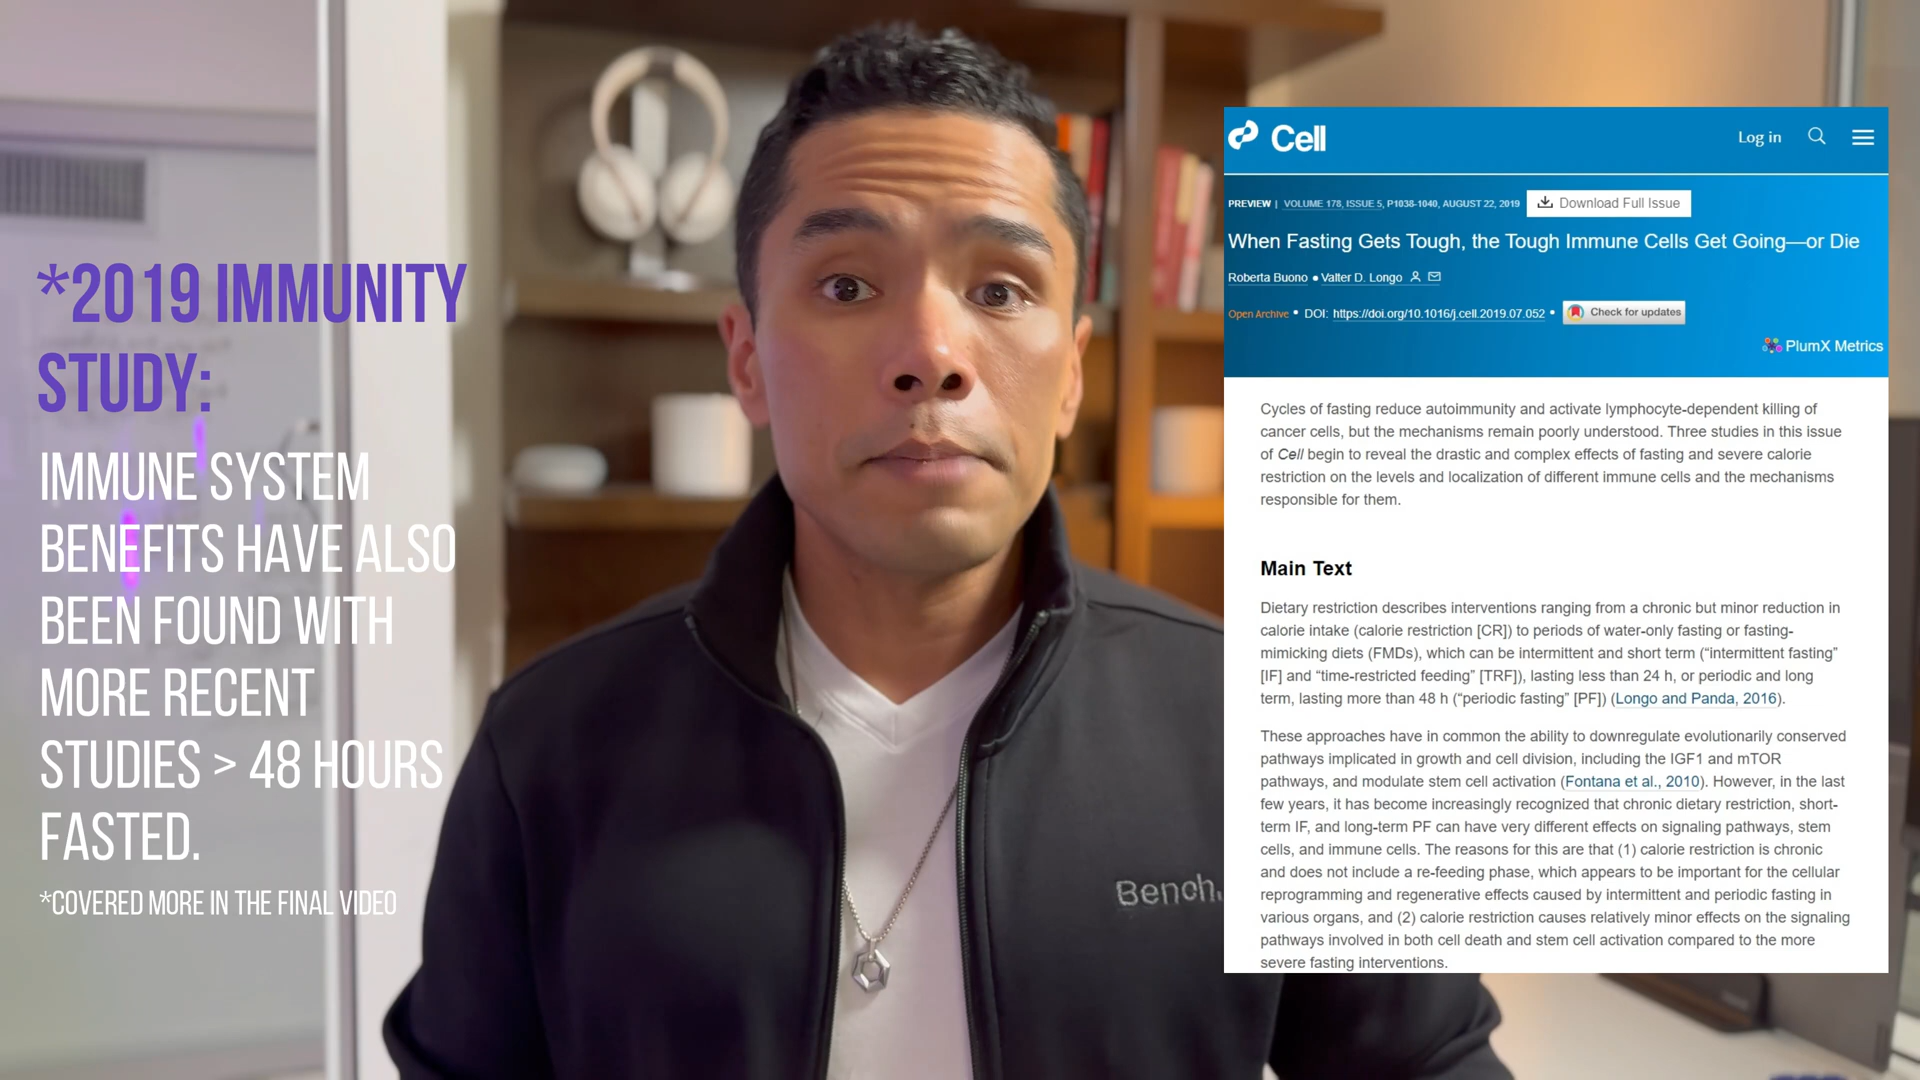 *2019 IMMUNITY
STUDY:
IMMUNE SYSTEM
BENEFITS HAVE ALSO
BEEN FOUND WITH
MORE RECENT
STUDIES > 48 HOURS
FASTED.
*COVERED MORE IN THE FINAL VIDEO
Bench.
Cell
Log in
PREVIEW | VOLUME 178, ISSUE 5, P1038-1040, AUGUST 22, 2019
Download Full Issue
When Fasting Gets Tough, the Tough Immune Cells Get Going—or Die
Roberta Buono • Valter D. Longo
Open Archive • DOI: https://doi.org/10.1016/j.cell.2019.07.052 •
Check for updates
PlumX Metrics
Cycles of fasting reduce autoimmunity and activate lymphocyte-dependent killing of
cancer cells, but the mechanisms remain poorly understood. Three studies in this issue
of Cell begin to reveal the drastic and complex effects of fasting and severe calorie
restriction on the levels and localization of different immune cells and the mechanisms
responsible for them.
Main Text
Dietary restriction describes interventions ranging from a chronic but minor reduction in
calorie intake (calorie restriction [CR]) to periods of water-only fasting or fasting-
mimicking diets (FMDs), which can be intermittent and short term (“intermittent fasting”
[IF] and “time-restricted feeding” [TRF]), lasting less than 24 h, or periodic and long
term, lasting more than 48 h (“periodic fasting” [PF]) (Longo and Panda, 2016).
These approaches have in common the ability to downregulate evolutionarily conserved
pathways implicated in growth and cell division, including the IGF1 and mTOR
pathways, and modulate stem cell activation (Fontana et al., 2010). However, in the last
few years, it has become increasingly recognized that chronic dietary restriction, short-
term IF, and long-term PF can have very different effects on signaling pathways, stem
cells, and immune cells. The reasons for this are that (1) calorie restriction is chronic
and does not include a re-feeding phase, which appears to be important for the cellular
reprogramming and regenerative effects caused by intermittent and periodic fasting in
various organs, and (2) calorie restriction causes relatively minor effects on the signaling
pathways involved in both cell death and stem cell activation compared to the more
severe fasting interventions.